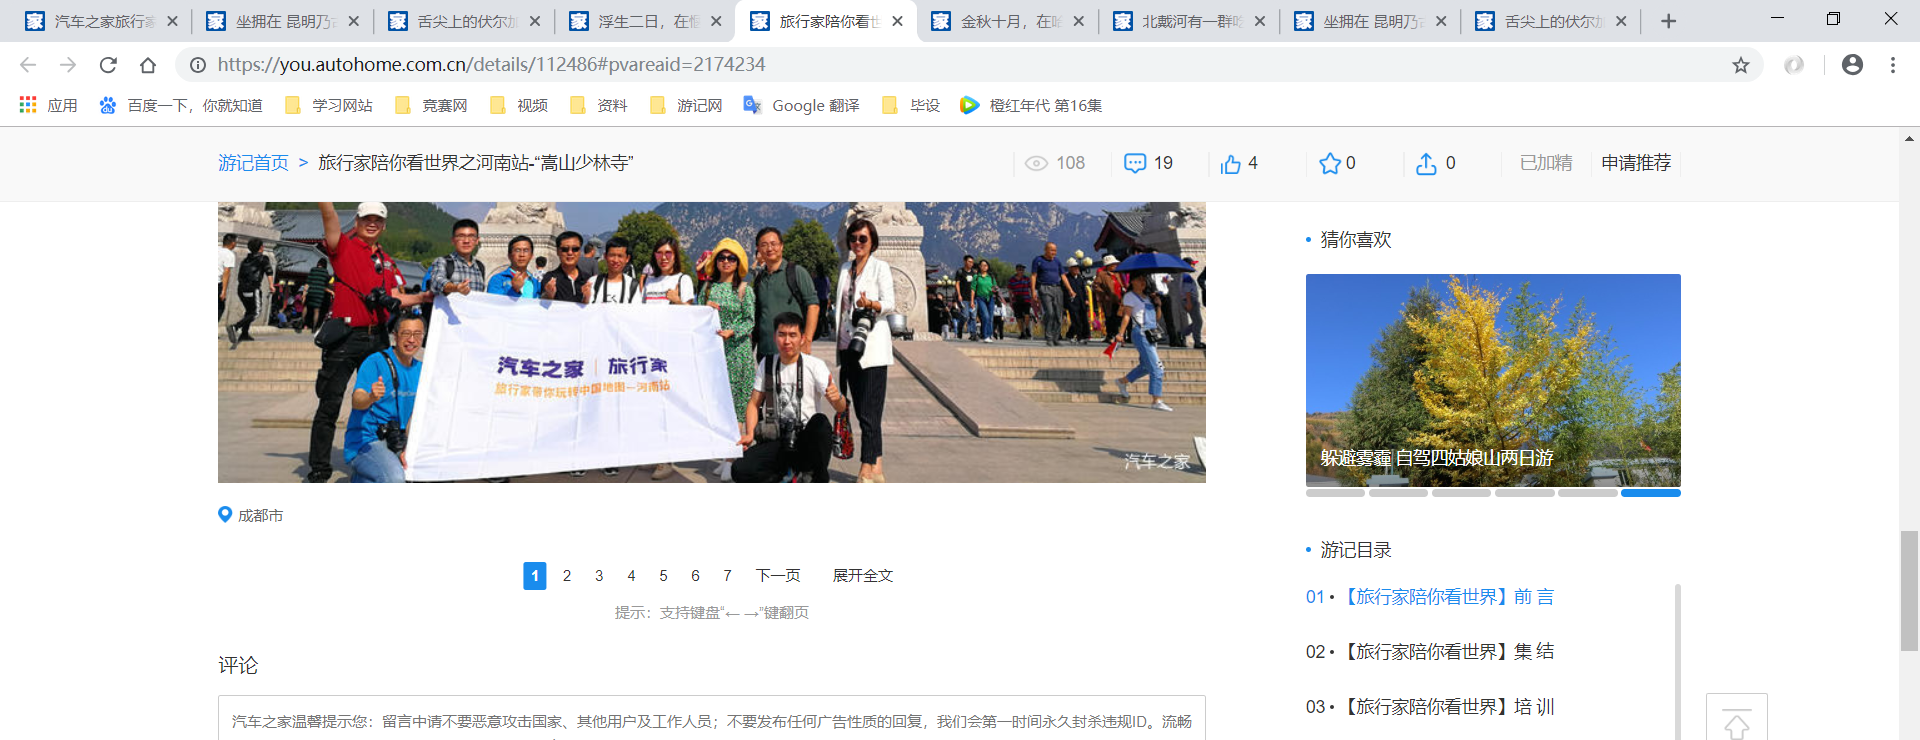 汽车之家旅行家
坐拥在 昆明乃古
舌尖上的伏尔加
浮生二日，在
旅行家陪你看世
金秋十月，在哈
北戴河有一群吃
坐拥在 昆明乃古
舌尖上的伏尔加
https://you.autohome.com.cn/details/112486#pvareaid=2174234
应用 百度一下，你就知道 学习网站 竞赛网 视频 资料 游记网 Google 翻译 毕设 橙红年代 第16集
游记首页 > 旅行家陪你看世界之河南站-“嵩山少林寺” 108 19 4 0 0 已加精 申请推荐
汽车之家 | 旅行家
旅行家带你玩转中国地图—河南站
汽车之家
成都市
1 2 3 4 5 6 7 下一页 展开全文
提示：支持键盘“← →”键翻页
评论
汽车之家温馨提示您：留言中请不要恶意攻击国家、其他用户及工作人员；不要发布任何广告性质的回复，我们会第一时间永久封杀违规ID。流畅
猜你喜欢
躲避雾霾 自驾四姑娘山两日游
游记目录
01 • 【旅行家陪你看世界】前 言
02 • 【旅行家陪你看世界】集 结
03 • 【旅行家陪你看世界】培 训